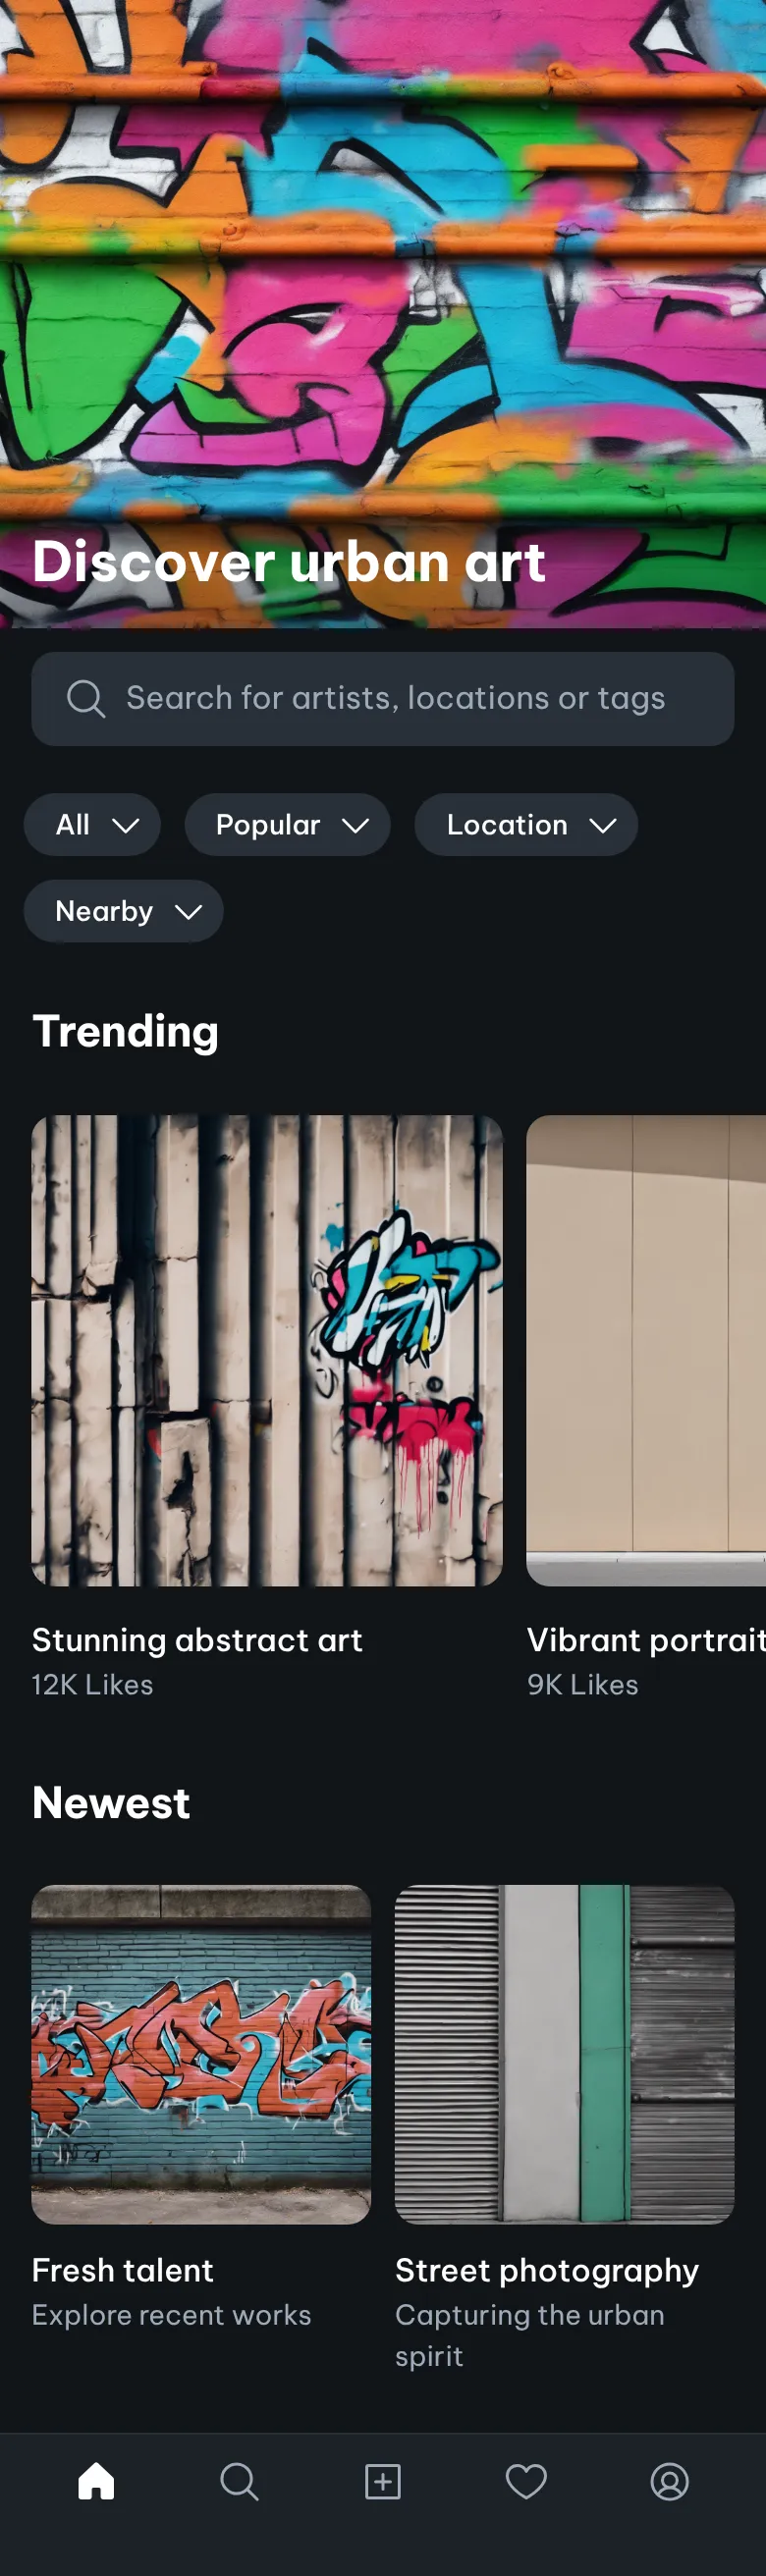 Discover urban art
Search for artists, locations or tags
All
Popular
Location
Nearby
Trending
Stunning abstract art
12K Likes
Vibrant portrait
9K Likes
Newest
Fresh talent
Explore recent works
Street photography
Capturing the urban
spirit